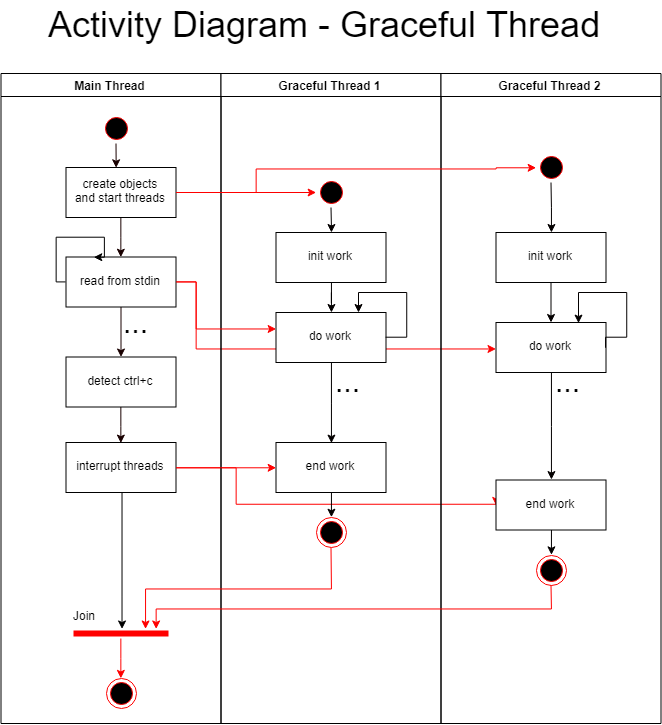 Activity Diagram - Graceful Thread
Main Thread
Graceful Thread 1
Graceful Thread 2
create objects
and start threads
init work
init work
read from stdin
do work
do work
...
detect ctrl+c
...
...
interrupt threads
end work
end work
Join